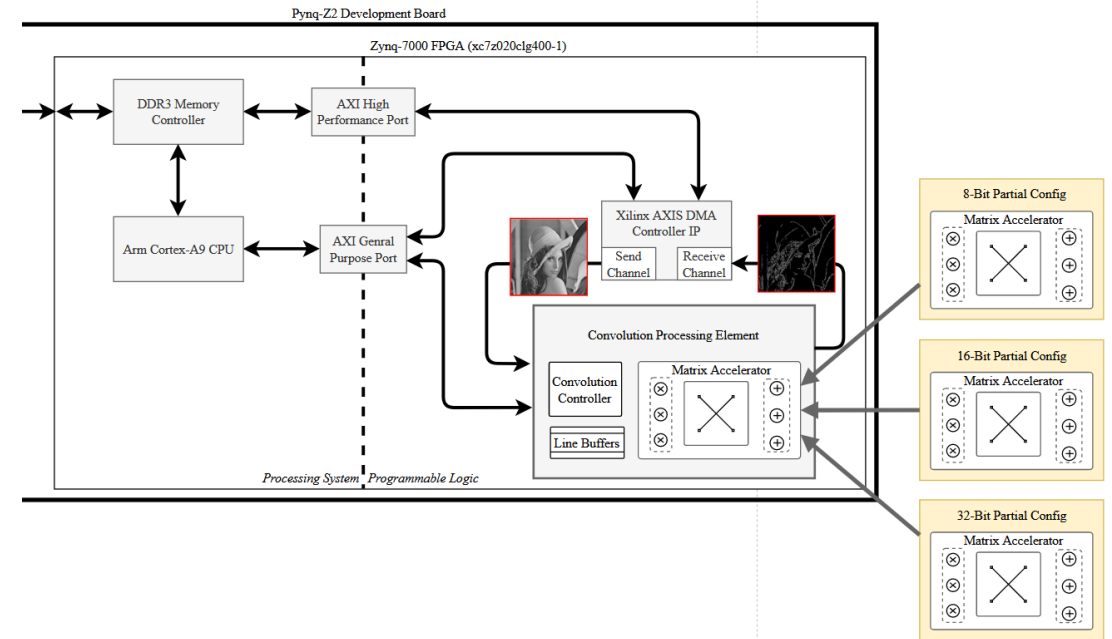 Pynq-Z2 Development Board
Zynq-7000 FPGA (xc7z020clg400-1)
DDR3 Memory
Controller
AXI High
Performance Port
Arm Cortex-A9 CPU
AXI Genral
Purpose Port
Xilinx AXIS DMA
Controller IP
Send
Channel
Receive
Channel
Convolution Processing Element
Convolution
Controller
Line Buffers
Matrix Accelerator
Processing System
Programmable Logic
8-Bit Partial Config
Matrix Accelerator
16-Bit Partial Config
Matrix Accelerator
32-Bit Partial Config
Matrix Accelerator